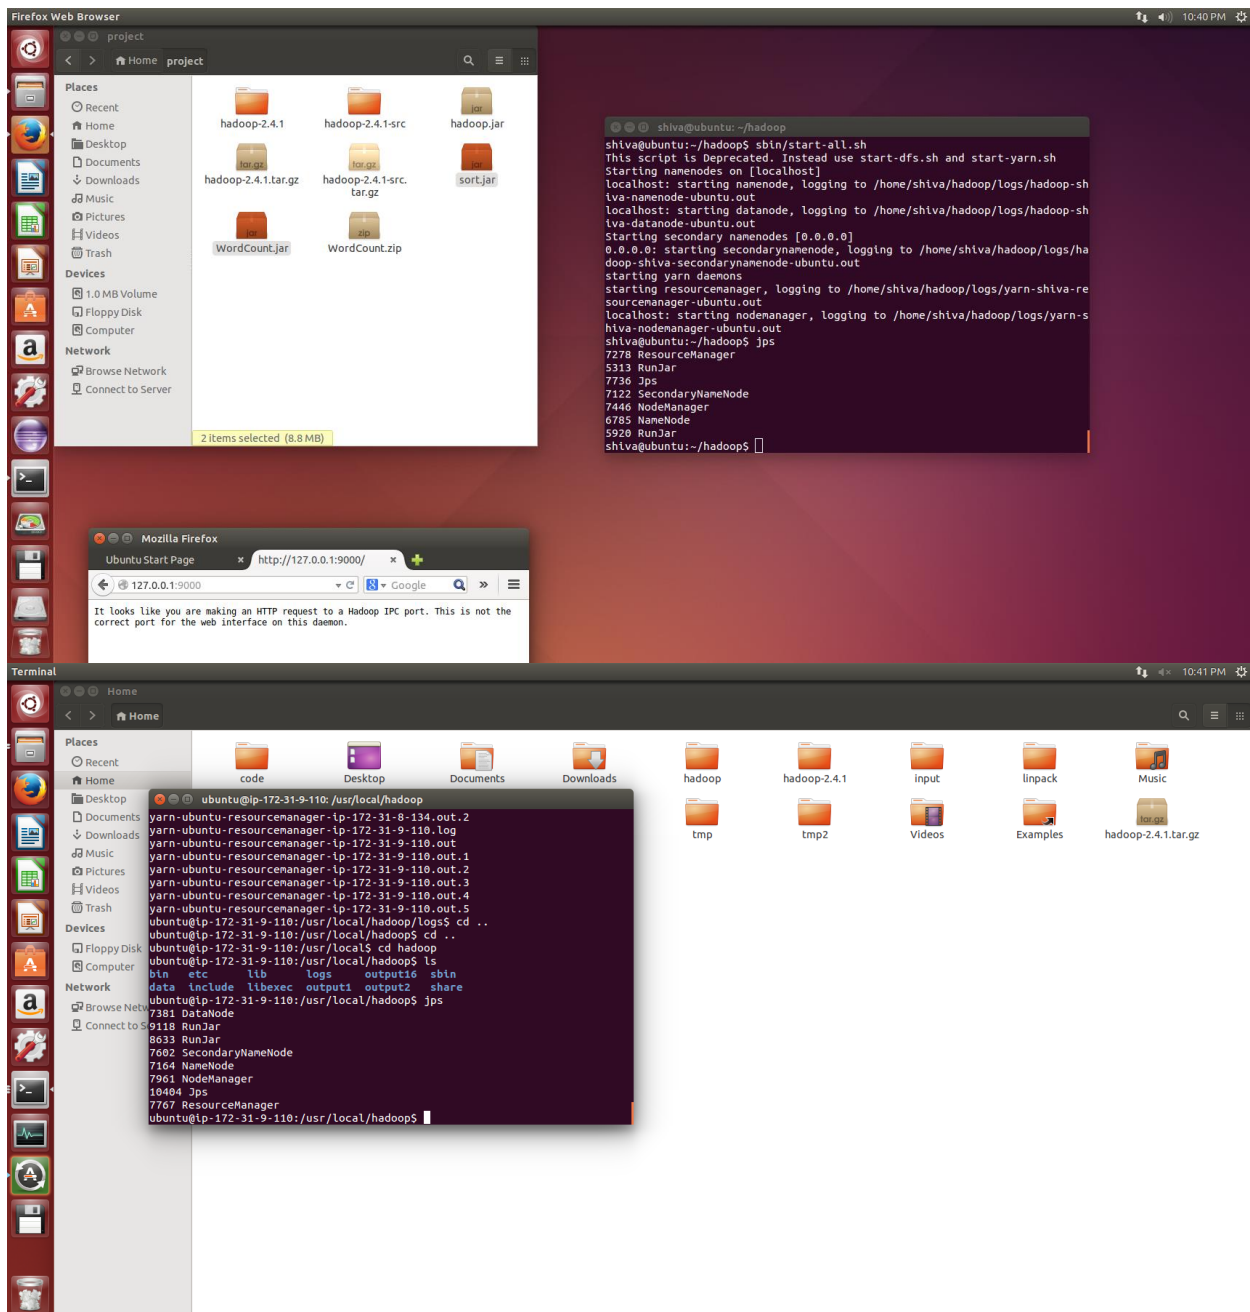 Firefox Web Browser
10:40 PM
project
Home project
Places
Recent
Home
Desktop
Documents
Downloads
Music
Pictures
Videos
Trash
Devices
1.0 MB Volume
Floppy Disk
Computer
Network
Browse Network
Connect to Server
jar
hadoop-2.4.1
hadoop-2.4.1-src
hadoop.jar
tar.gz
tar.gz
jar
hadoop-2.4.1.tar.gz
hadoop-2.4.1-src.
tar.gz
sort.jar
jar
zip
WordCount.jar
WordCount.zip
2 items selected (8.8 MB)
shiva@ubuntu: ~/hadoop
shiva@ubuntu:~/hadoop$ sbin/start-all.sh
This script is Deprecated. Instead use start-dfs.sh and start-yarn.sh
Starting namenodes on [localhost]
localhost: starting namenode, logging to /home/shiva/hadoop/logs/hadoop-sh
iva-namenode-ubuntu.out
localhost: starting datanode, logging to /home/shiva/hadoop/logs/hadoop-sh
iva-datanode-ubuntu.out
Starting secondary namenodes [0.0.0.0]
0.0.0.0: starting secondarynamenode, logging to /home/shiva/hadoop/logs/ha
doop-shiva-secondarynamenode-ubuntu.out
starting yarn daemons
starting resourcemanager, logging to /home/shiva/hadoop/logs/yarn-shiva-re
sourcemanager-ubuntu.out
localhost: starting nodemanager, logging to /home/shiva/hadoop/logs/yarn-s
hiva-nodemanager-ubuntu.out
shiva@ubuntu:~/hadoop$ jps
7278 ResourceManager
5313 RunJar
7736 Jps
7122 SecondaryNameNode
7446 NodeManager
6785 NameNode
5920 RunJar
shiva@ubuntu:~/hadoop$
Mozilla Firefox
Ubuntu Start Page
http://127.0.0.1:9000/
127.0.0.1:9000
Google
It looks like you are making an HTTP request to a Hadoop IPC port. This is not the
correct port for the web interface on this daemon.
Terminal
10:41 PM
Home
Home
Places
Recent
Home
Desktop
Documents
Downloads
Music
Pictures
Videos
Trash
Devices
Floppy Disk
Computer
Network
Browse Netw
Connect to S
code
Desktop
Documents
Downloads
hadoop
hadoop-2.4.1
input
linpack
Music
tar.gz
tmp
tmp2
Videos
Examples
hadoop-2.4.1.tar.gz
ubuntu@ip-172-31-9-110: /usr/local/hadoop
yarn-ubuntu-resourcemanager-ip-172-31-8-134.out.2
yarn-ubuntu-resourcemanager-ip-172-31-9-110.log
yarn-ubuntu-resourcemanager-ip-172-31-9-110.out
yarn-ubuntu-resourcemanager-ip-172-31-9-110.out.1
yarn-ubuntu-resourcemanager-ip-172-31-9-110.out.2
yarn-ubuntu-resourcemanager-ip-172-31-9-110.out.3
yarn-ubuntu-resourcemanager-ip-172-31-9-110.out.4
yarn-ubuntu-resourcemanager-ip-172-31-9-110.out.5
ubuntu@ip-172-31-9-110:/usr/local/hadoop/logs$ cd ..
ubuntu@ip-172-31-9-110:/usr/local/hadoop$ cd ..
ubuntu@ip-172-31-9-110:/usr/local$ cd hadoop
ubuntu@ip-172-31-9-110:/usr/local/hadoop$ ls
bin etc lib logs output16 sbin
data include libexec output1 output2 share
ubuntu@ip-172-31-9-110:/usr/local/hadoop$ jps
7381 DataNode
9118 RunJar
8633 RunJar
7602 SecondaryNameNode
7164 NameNode
7961 NodeManager
10404 Jps
7767 ResourceManager
ubuntu@ip-172-31-9-110:/usr/local/hadoop$